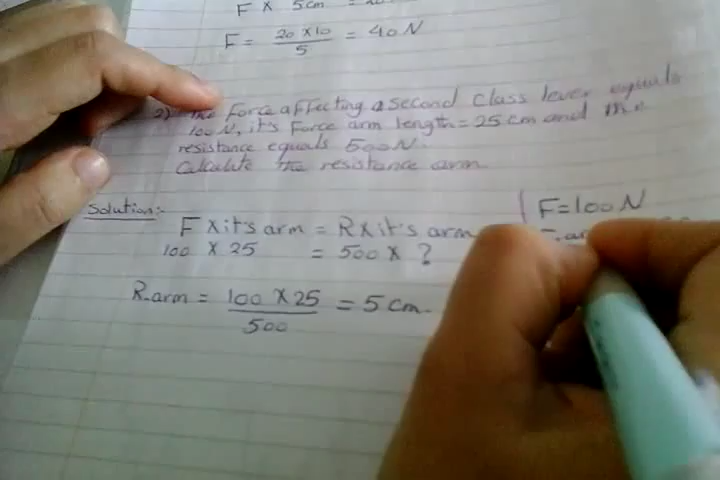 F × 5cm =
F = 20 × 10 / 5 = 40 N
2) The Force affecting a second class lever equals
100 N, it's Force arm length = 25 cm and the
resistance equals 500 N.
Calculate the resistance arm.
Solution:-
F × it's arm = R × it's arm
100 × 25 = 500 × ?
R.arm = 100 × 25 / 500 = 5 cm.
F = 100 N